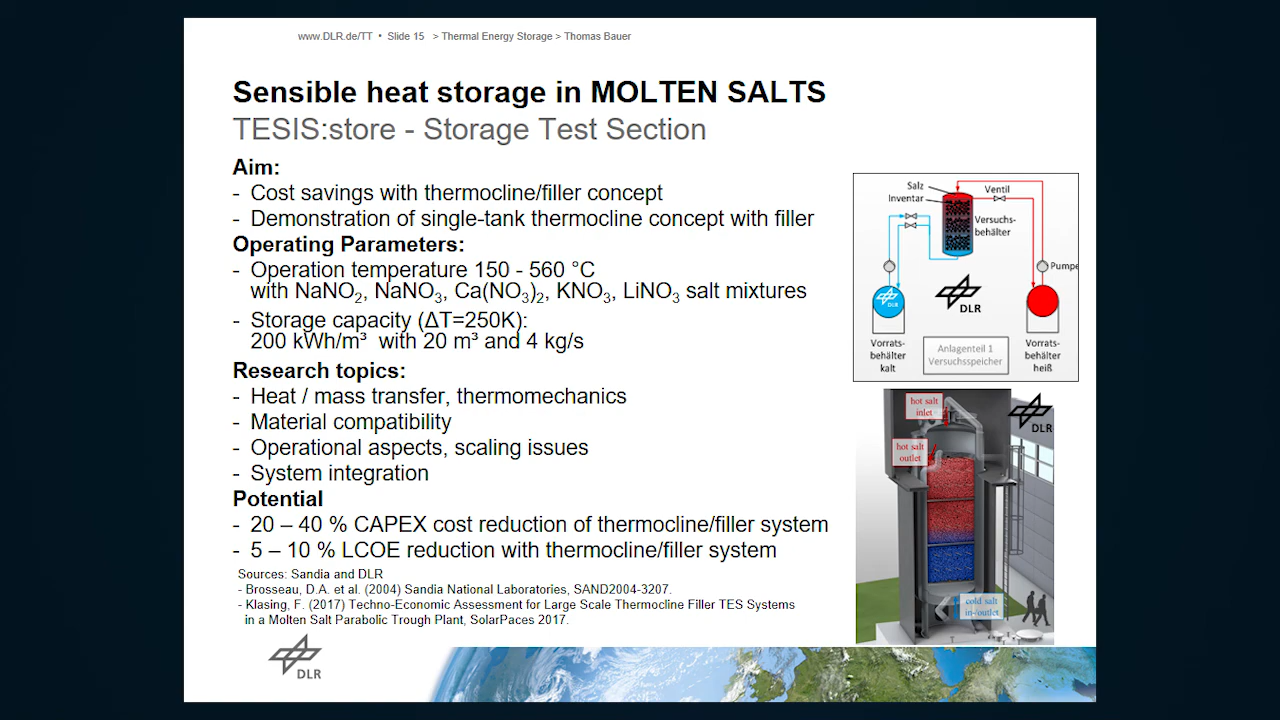 www.DLR.de/TT • Slide 15 > Thermal Energy Storage > Thomas Bauer
Sensible heat storage in MOLTEN SALTS
TESIS:store - Storage Test Section
Aim:
- Cost savings with thermocline/filler concept
- Demonstration of single-tank thermocline concept with filler
Operating Parameters:
- Operation temperature 150 - 560 °C
with NaNO₂, NaNO₃, Ca(NO₃)₂, KNO₃, LiNO₃ salt mixtures
- Storage capacity (ΔT=250K):
200 kWh/m³ with 20 m³ and 4 kg/s
Research topics:
- Heat / mass transfer, thermomechanics
- Material compatibility
- Operational aspects, scaling issues
- System integration
Potential
- 20 – 40 % CAPEX cost reduction of thermocline/filler system
- 5 – 10 % LCOE reduction with thermocline/filler system
Sources: Sandia and DLR
- Brosseau, D.A. et al. (2004) Sandia National Laboratories, SAND2004-3207.
- Klasing, F. (2017) Techno-Economic Assessment for Large Scale Thermocline Filler TES Systems
in a Molten Salt Parabolic Trough Plant, SolarPaces 2017.
DLR
Salz
Inventar
Ventil
Versuchs-
behälter
Pumpe
DLR
DLR
Vorrats-
behälter
kalt
Anlagenteil 1
Versuchsspeicher
Vorrats-
behälter
heiß
hot salt
inlet
DLR
hot salt
outlet
cold salt
in-/outlet